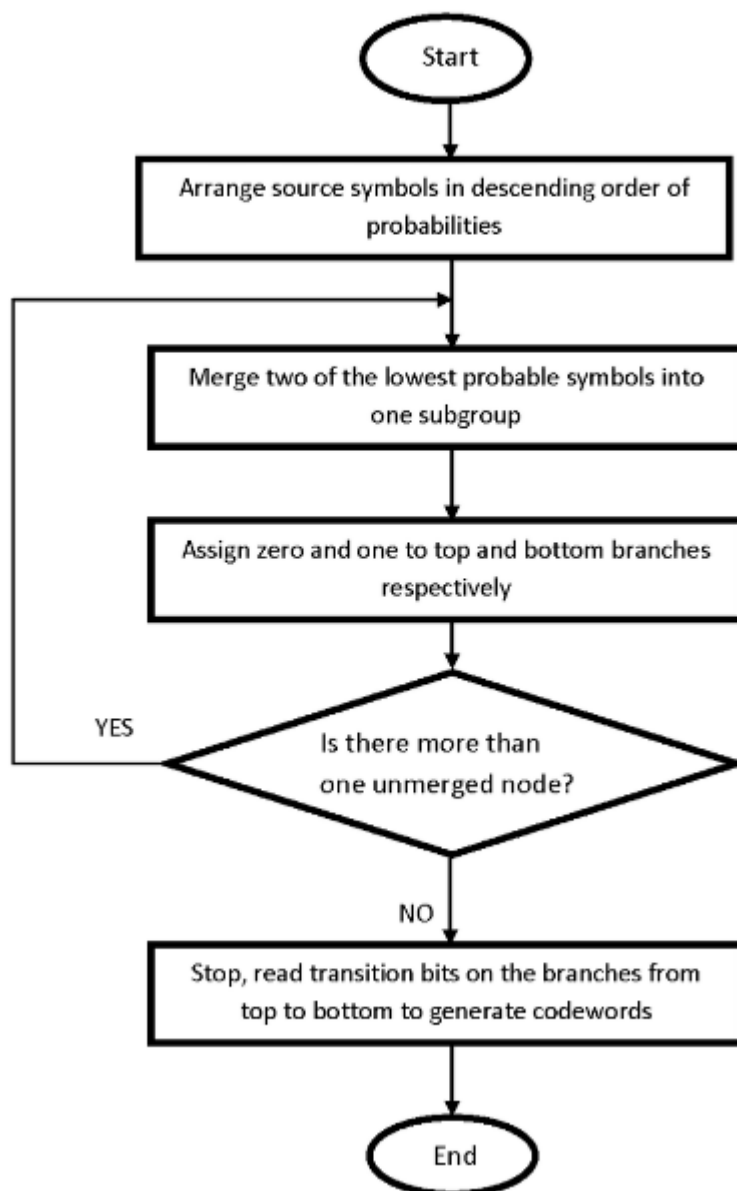 Start
Arrange source symbols in descending order of
probabilities
Merge two of the lowest probable symbols into
one subgroup
Assign zero and one to top and bottom branches
respectively
YES
Is there more than
one unmerged node?
NO
Stop, read transition bits on the branches from
top to bottom to generate codewords
End